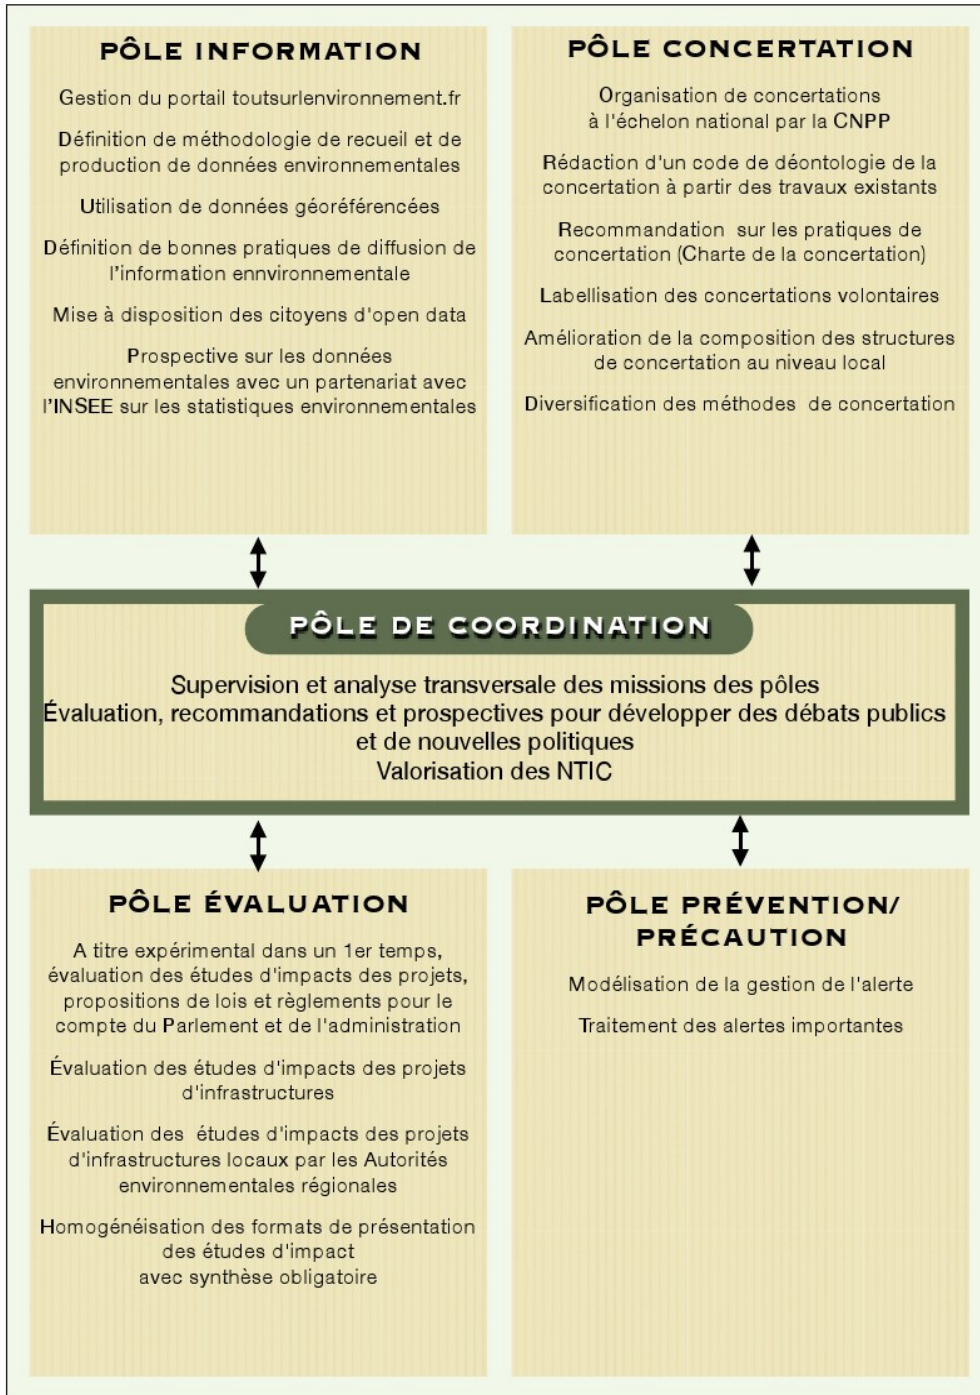 PÔLE INFORMATION
Gestion du portail toutsurlenvironnement.fr
Définition de méthodologie de recueil et de
production de données environnementales
Utilisation de données géoréférencées
Définition de bonnes pratiques de diffusion de
l'information ennvironnementale
Mise à disposition des citoyens d'open data
Prospective sur les données
environnementales avec un partenariat avec
l'INSEE sur les statistiques environnementales
PÔLE CONCERTATION
Organisation de concertations
à l'échelon national par la CNPP
Rédaction d'un code de déontologie de la
concertation à partir des travaux existants
Recommandation sur les pratiques de
concertation (Charte de la concertation)
Labellisation des concertations volontaires
Amélioration de la composition des structures
de concertation au niveau local
Diversification des méthodes de concertation
PÔLE DE COORDINATION
Supervision et analyse transversale des missions des pôles
Évaluation, recommandations et prospectives pour développer des débats publics
et de nouvelles politiques
Valorisation des NTIC
PÔLE ÉVALUATION
A titre expérimental dans un 1er temps,
évaluation des études d'impacts des projets,
propositions de lois et règlements pour le
compte du Parlement et de l'administration
Évaluation des études d'impacts des projets
d'infrastructures
Évaluation des études d'impacts des projets
d'infrastructures locaux par les Autorités
environnementales régionales
Homogénéisation des formats de présentation
des études d'impact
avec synthèse obligatoire
PÔLE PRÉVENTION/
PRÉCAUTION
Modélisation de la gestion de l'alerte
Traitement des alertes importantes